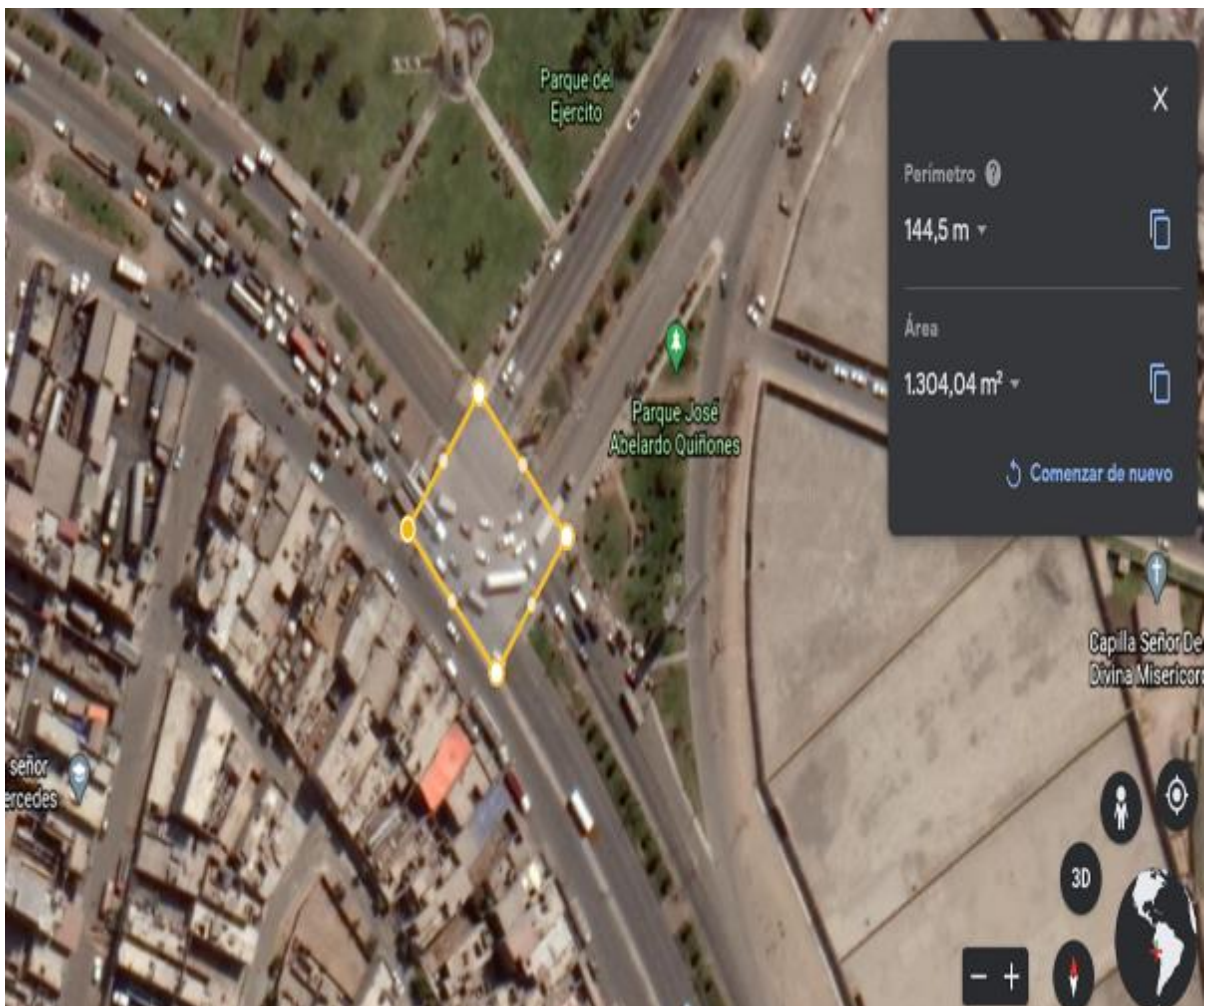 Parque del
Ejercito
Perímetro ?
144,5 m
Área
1.304,04 m²
Comenzar de nuevo
Parque José
Abelardo Quiñones
Capilla Señor De
Divina Misericor
señor
ercedes
3D